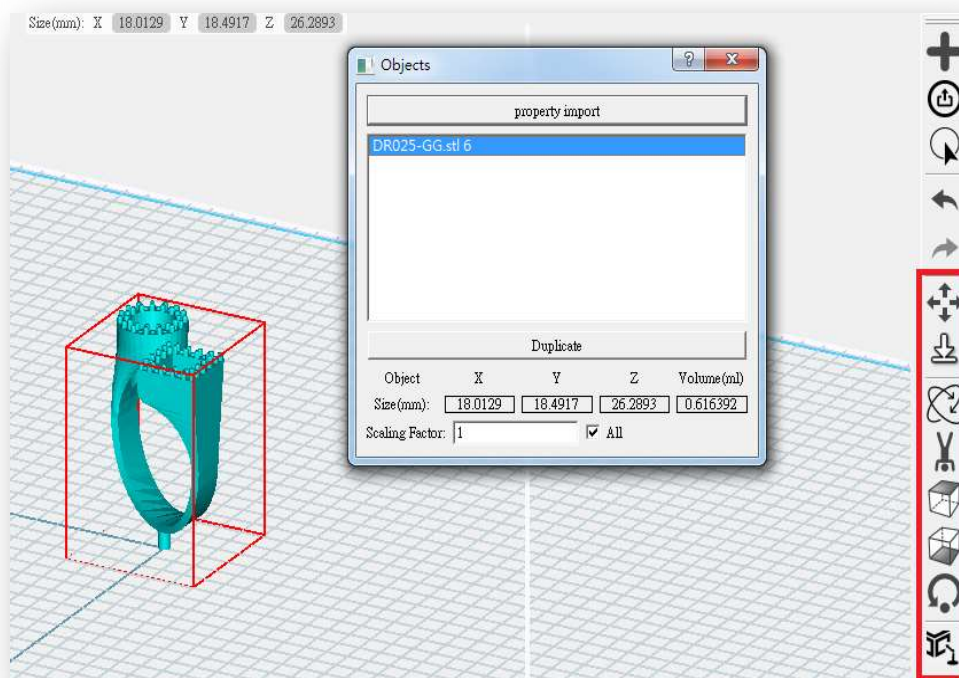 Size(mm): X 18.0129 Y 18.4917 Z 26.2893
Objects
property import
DR025-GG.stl 6
Duplicate
Object X Y Z Volume(ml)
Size(mm): 18.0129 18.4917 26.2893 0.616392
Scaling Factor: 1 All